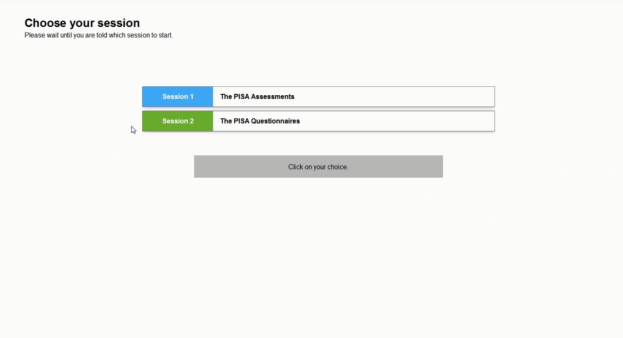 Choose your session
Please wait until you are told which session to start.
Session 1 The PISA Assessments
Session 2 The PISA Questionnaires
Click on your choice.